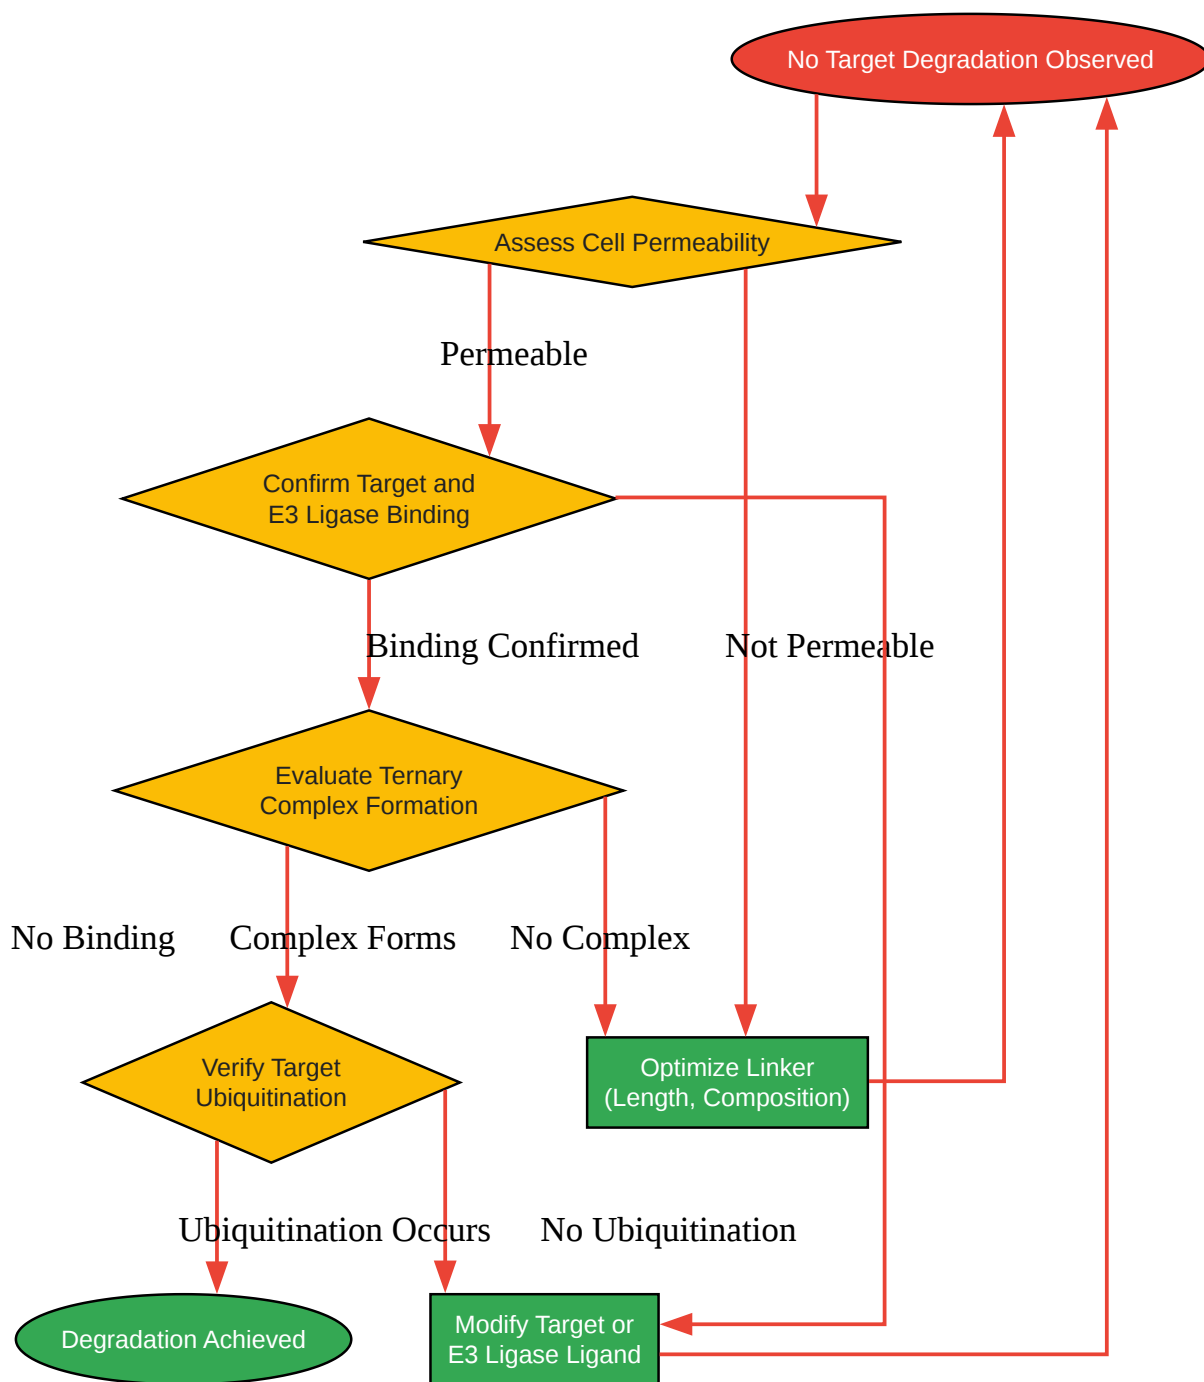 No Target Degradation Observed
Assess Cell Permeability
Permeable
Confirm Target and
E3 Ligase Binding
Binding Confirmed
Not Permeable
Evaluate Ternary
Complex Formation
No Binding
Complex Forms
No Complex
Verify Target
Ubiquitination
Optimize Linker
(Length, Composition)
Ubiquitination Occurs
No Ubiquitination
Degradation Achieved
Modify Target or
E3 Ligase Ligand